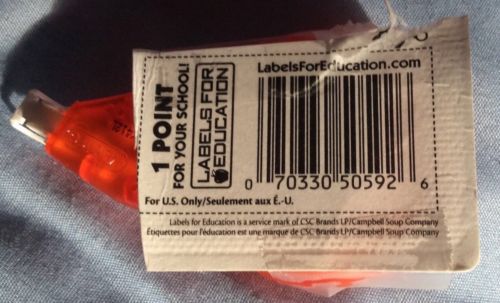 LabelsForEducation.com
1 POINT
FOR YOUR SCHOOL!
LABELS FOR
EDUCATION
0 70330 50592 6
For U.S. Only/Seulement aux É.-U.
Labels for Education is a service mark of CSC Brands LP/Campbell Soup Company
Étiquettes pour l'éducation est une marque de CSC Brands LP/Campbell Soup Company